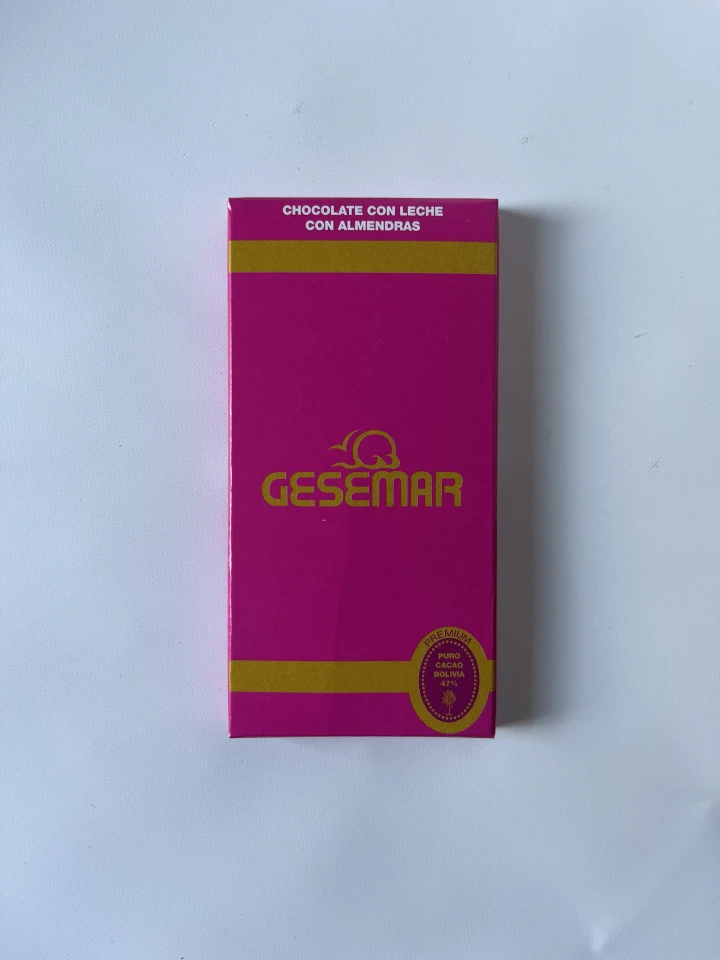 CHOCOLATE CON LECHE
CON ALMENDRAS
GESEMAR
PREMIUM
PURO
CACAO
BOLIVIA
47%